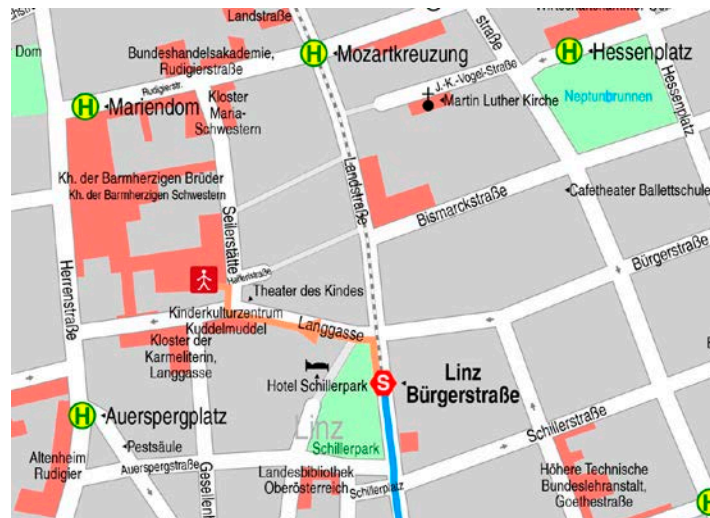 Landstraße
straße
H
Mozartkreuzung
H
Hessenplatz
Dom
Bundeshandelsakademie,
Rudigierstraße
J.-K.-Vogel-Straße
Hessenplatz
Rudigierstr.
H
Mariendom
Kloster
Maria-
Schwestern
Martin Luther Kirche
Neptunbrunnen
Landstraße
Kh. der Barmherzigen Brüder
Kh. der Barmherzigen Schwestern
Cafetheater Ballettschule
Bismarckstraße
Seilerstätte
Herrenstraße
Bürgerstraße
Harrachstraße
Theater des Kindes
Kinderkulturzentrum
Kuddelmuddel
Langgasse
Kloster der
Karmeliterin,
Langgasse
Hotel Schillerpark
S
Linz
Bürgerstraße
H
Auerspergplatz
Linz
Schillerpark
Schillerstraße
Pestsäule
Altenheim
Rudigier
Auerspergstraße
Landesbibliothek
Oberösterreich
Schillerplatz
Höhere Technische
Bundeslehranstalt,
Goethestraße
H